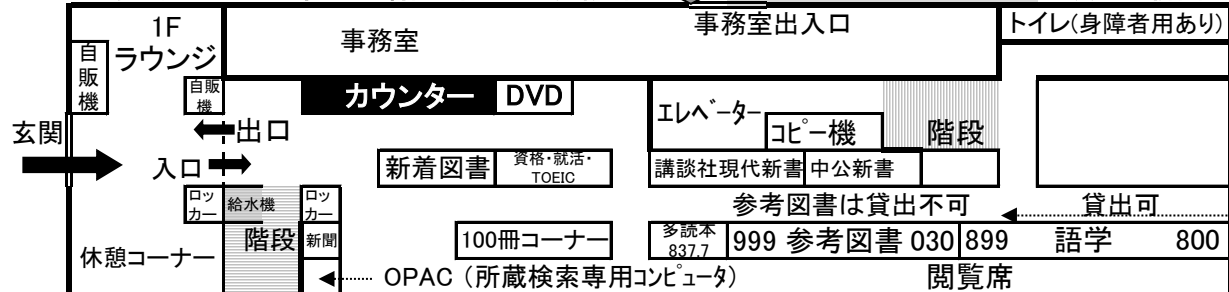 1F
ラウンジ
事務室
事務室出入口
トイレ(身障者用あり)
自販機
自販機
カウンター
DVD
エレベーター
コピー機
階段
玄関
出口
入口
新着図書
資格・就活・
TOEIC
講談社現代新書
中公新書
ロッカー
給水機
ロッカー
参考図書は貸出不可
貸出可
休憩コーナー
階段
新聞
100冊コーナー
多読本
837.7
999 参考図書 030
899 語学 800
OPAC（所蔵検索専用コンピュータ）
閲覧席